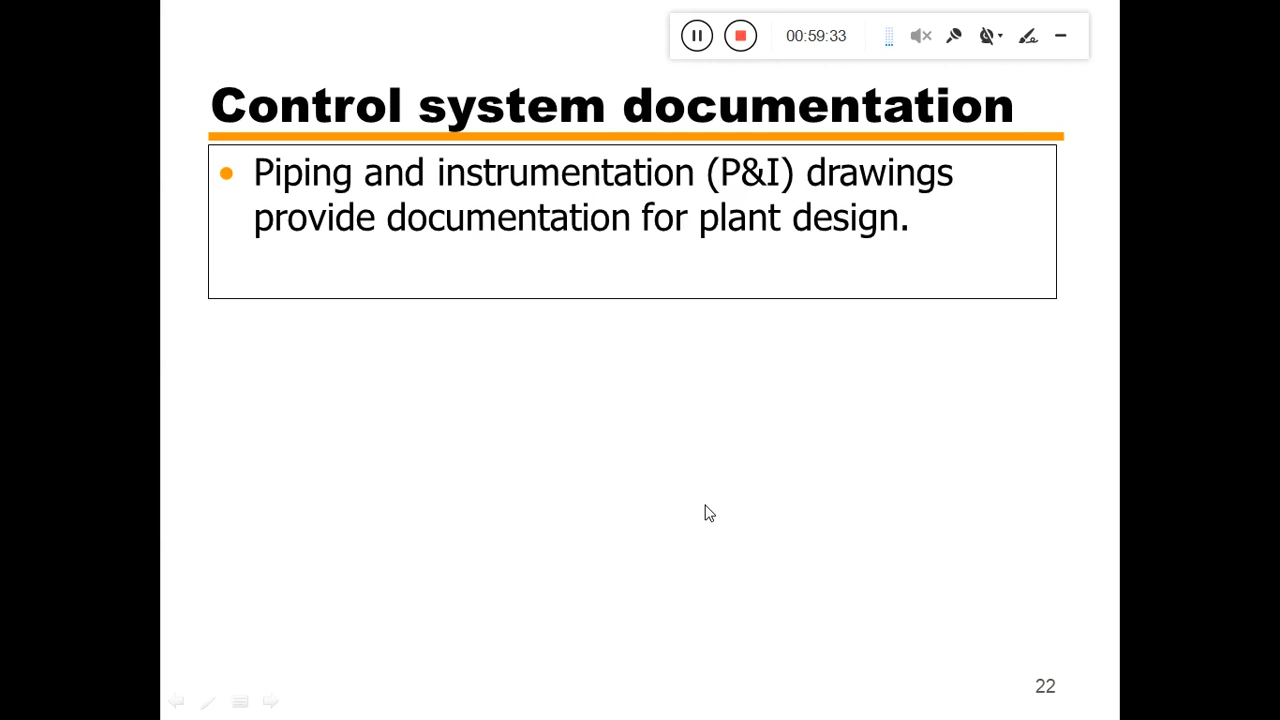 00:59:33
Control system documentation
• Piping and instrumentation (P&I) drawings
provide documentation for plant design.
22